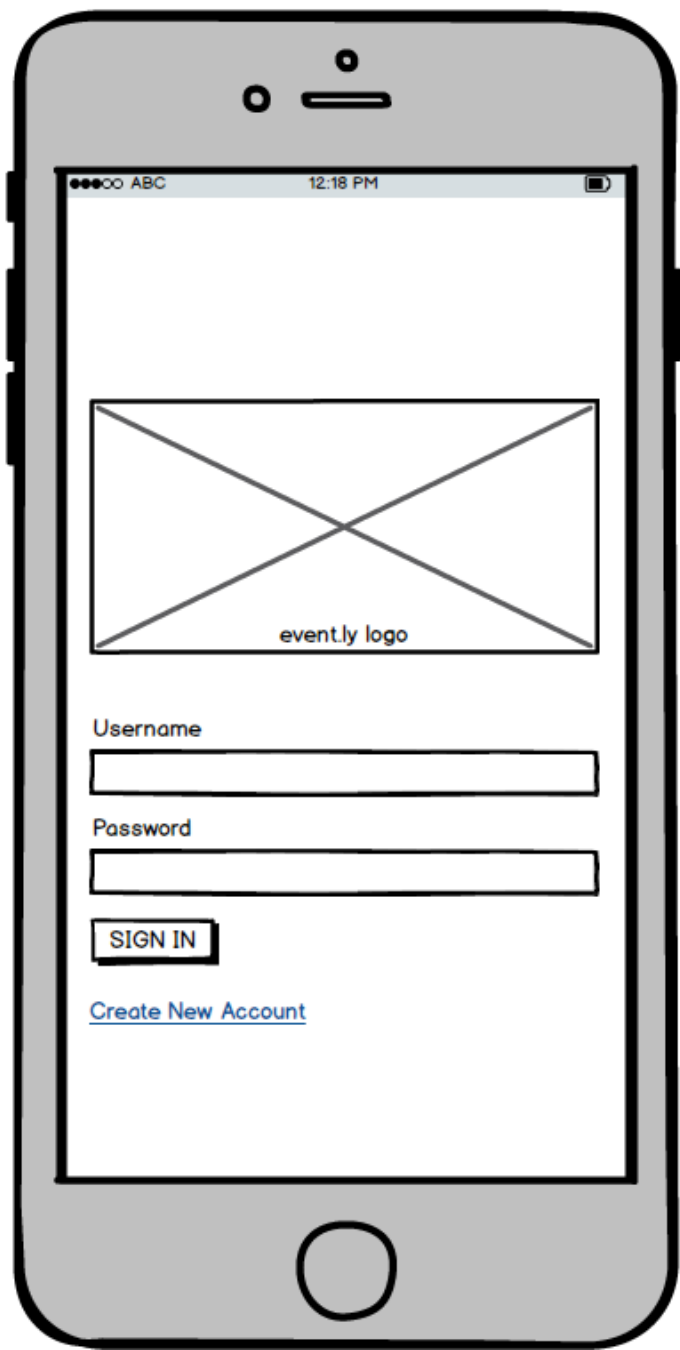 ABC 12:18 PM
event.ly logo
Username
Password
SIGN IN
Create New Account